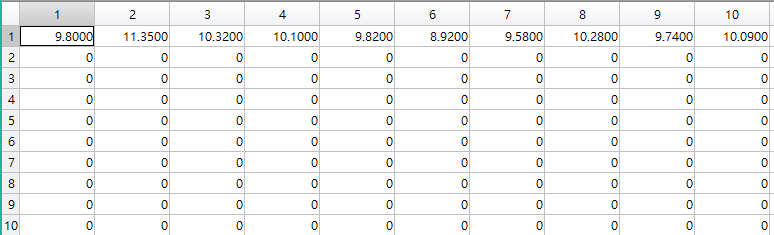 1 2 3 4 5 6 7 8 9 10
1 9.8000 11.3500 10.3200 10.1000 9.8200 8.9200 9.5800 10.2800 9.7400 10.0900
2 0 0 0 0 0 0 0 0 0 0
3 0 0 0 0 0 0 0 0 0 0
4 0 0 0 0 0 0 0 0 0 0
5 0 0 0 0 0 0 0 0 0 0
6 0 0 0 0 0 0 0 0 0 0
7 0 0 0 0 0 0 0 0 0 0
8 0 0 0 0 0 0 0 0 0 0
9 0 0 0 0 0 0 0 0 0 0
10 0 0 0 0 0 0 0 0 0 0